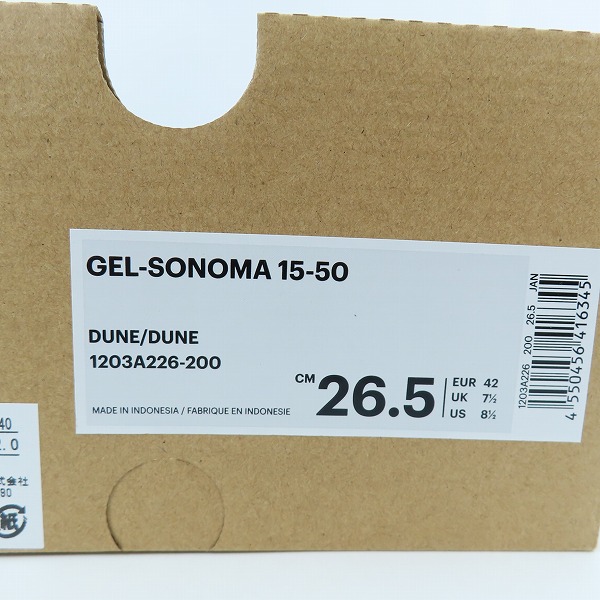 GEL-SONOMA 15-50
DUNE/DUNE
1203A226-200
MADE IN INDONESIA / FABRIQUE EN INDONESIE
CM 26.5
EUR 42
UK 7½
US 8½
1203A226 200 26.5 JAN
4 550456 416345
40
2.0
式会社
90
紙